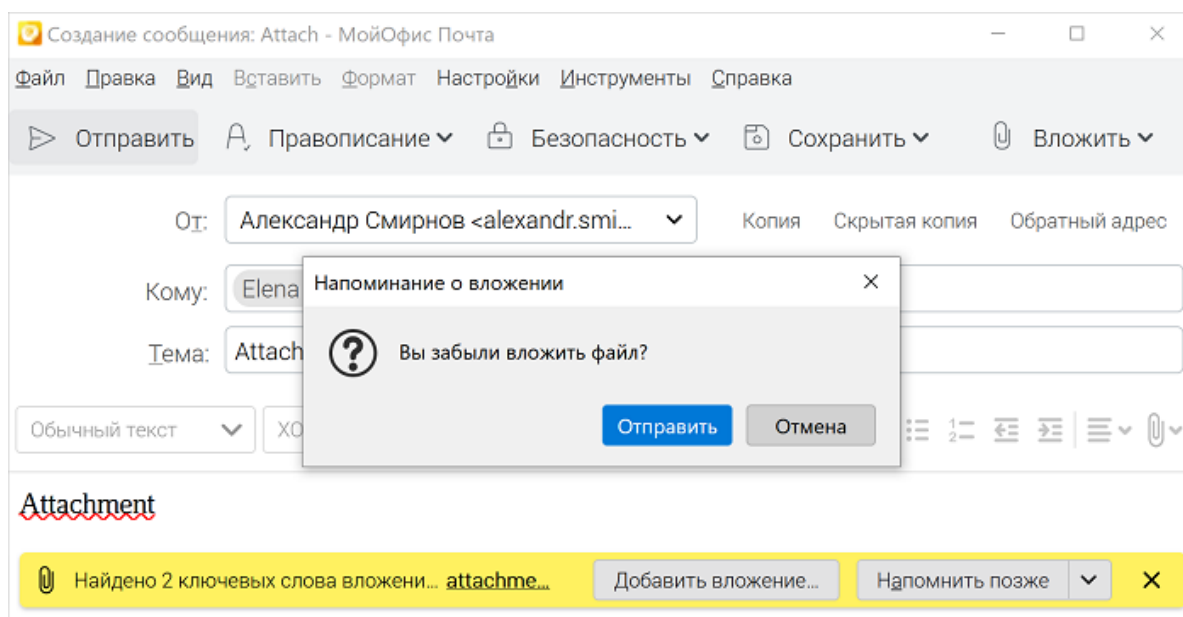 Создание сообщения: Attach - МойОфис Почта
Файл Правка Вид Вставить Формат Настройки Инструменты Справка
Отправить Правописание Безопасность Сохранить Вложить
От: Александр Смирнов <alexandr.smi... Копия Скрытая копия Обратный адрес
Напоминание о вложении
Кому: Elena
Тема: Attach
Вы забыли вложить файл?
Отправить Отмена
Обычный текст XO
Attachment
Найдено 2 ключевых слова вложени... attachme... Добавить вложение... Напомнить позже